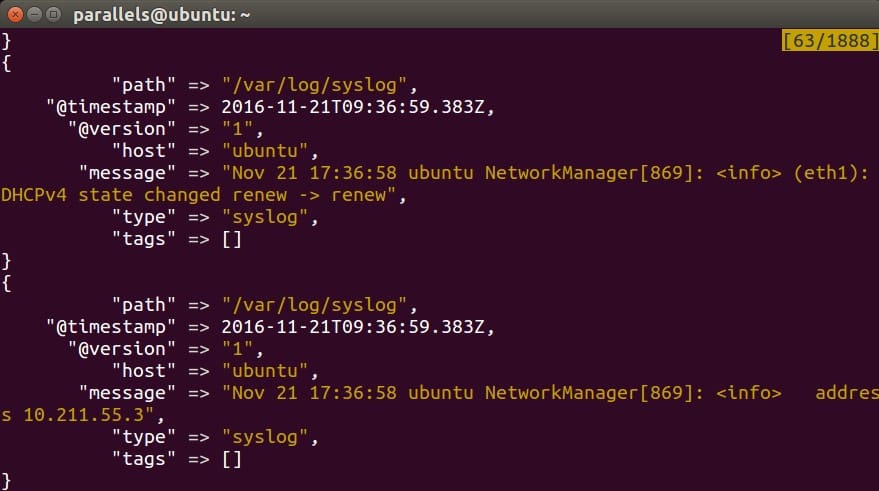 parallels@ubuntu: ~
} [63/1888]
{
"path" => "/var/log/syslog",
"@timestamp" => 2016-11-21T09:36:59.383Z,
"@version" => "1",
"host" => "ubuntu",
"message" => "Nov 21 17:36:58 ubuntu NetworkManager[869]: <info> (eth1):
DHCPv4 state changed renew -> renew",
"type" => "syslog",
"tags" => []
}
{
"path" => "/var/log/syslog",
"@timestamp" => 2016-11-21T09:36:59.383Z,
"@version" => "1",
"host" => "ubuntu",
"message" => "Nov 21 17:36:58 ubuntu NetworkManager[869]: <info>   addres
s 10.211.55.3",
"type" => "syslog",
"tags" => []
}